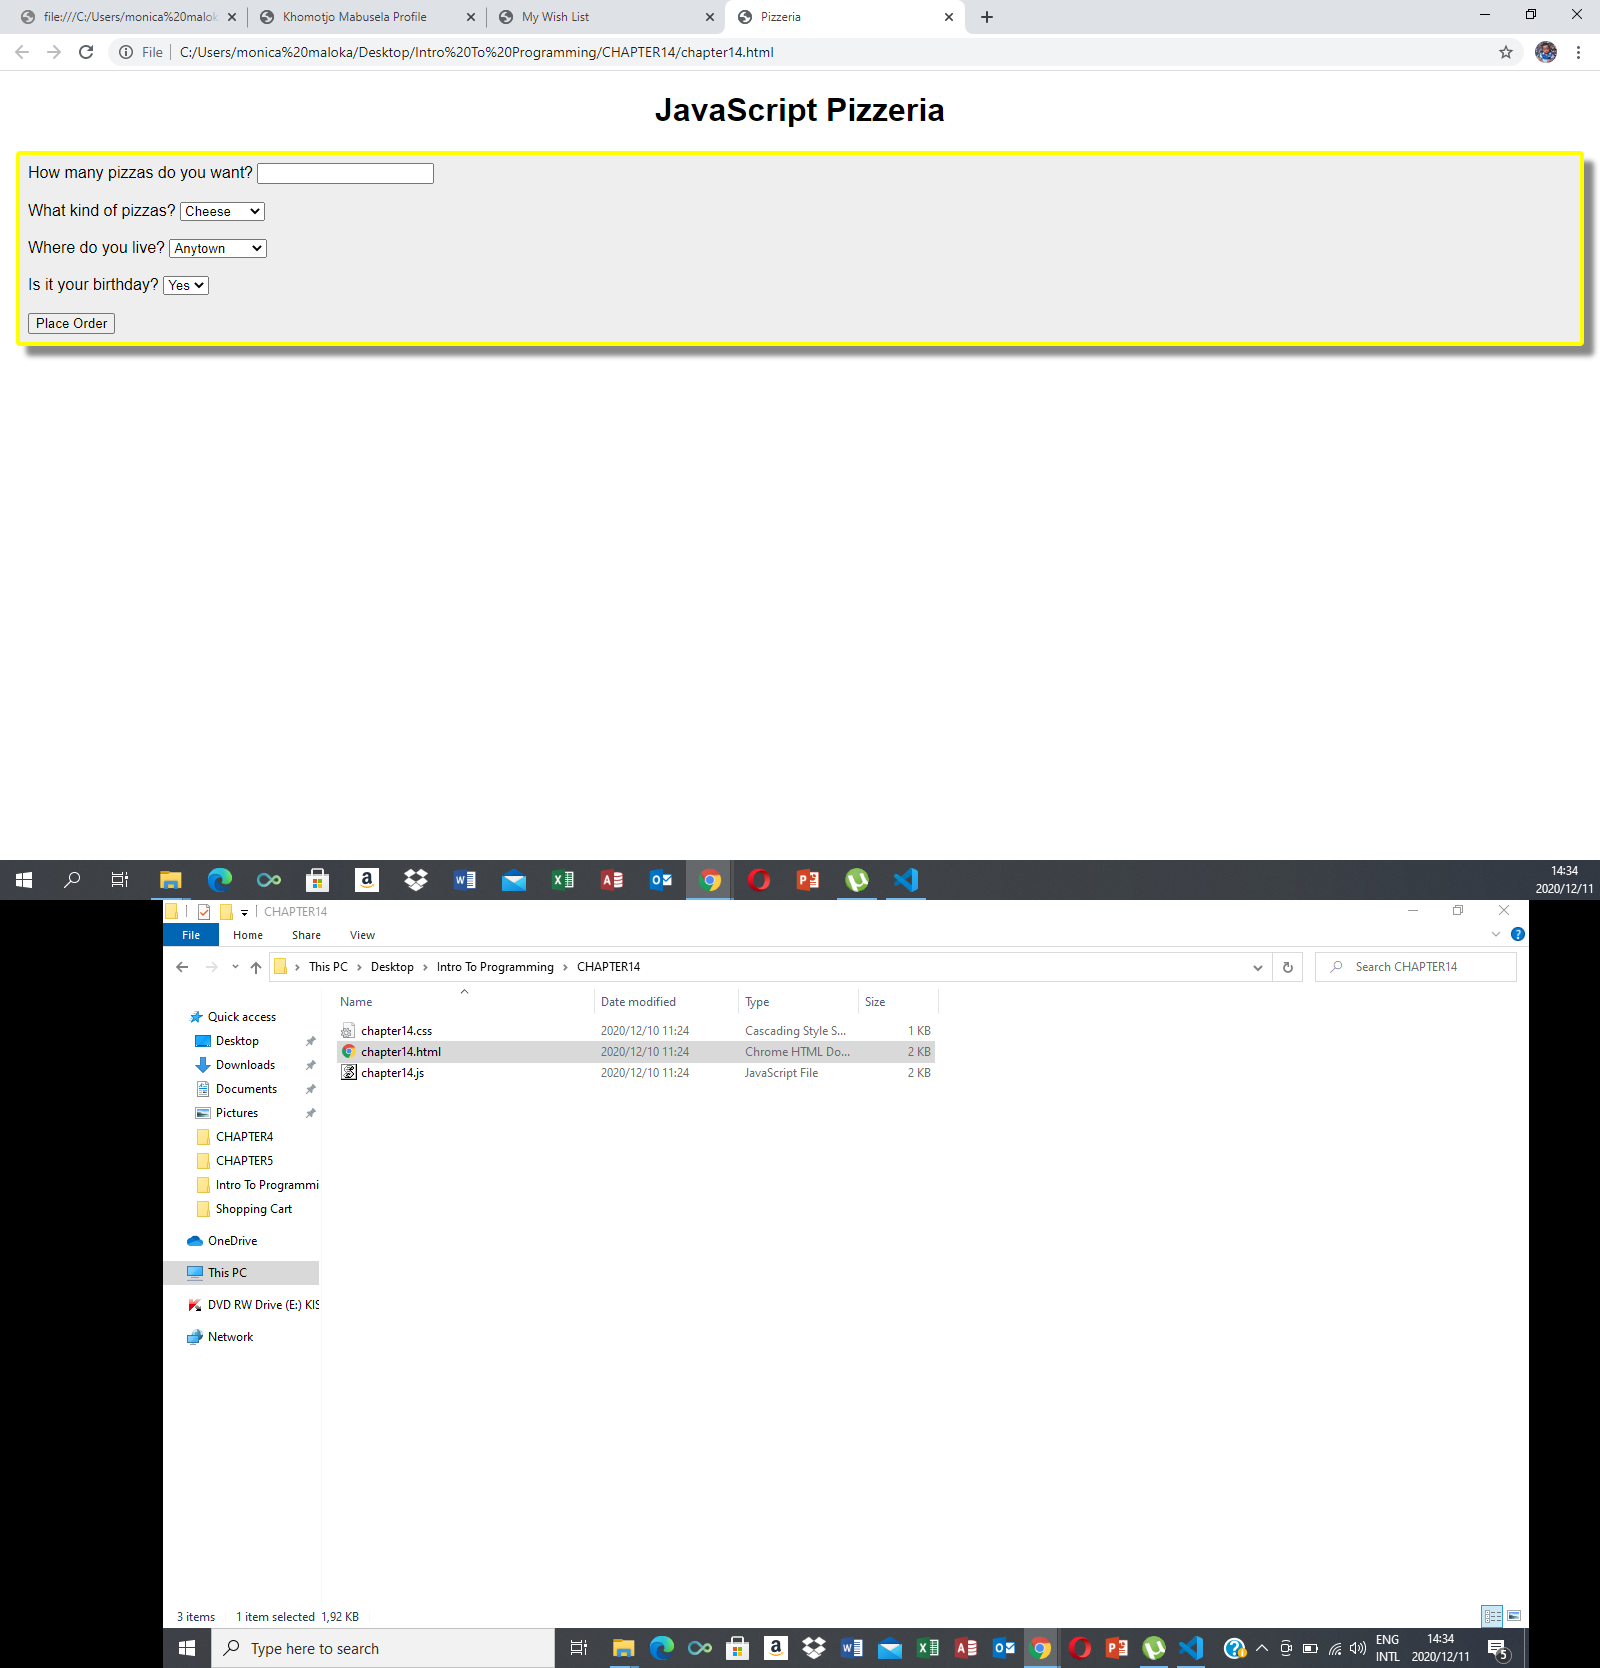 file:///C:/Users/monica%20malok
Khomotjo Mabusela Profile
My Wish List
Pizzeria
File
C:/Users/monica%20maloka/Desktop/Intro%20To%20Programming/CHAPTER14/chapter14.html
JavaScript Pizzeria
How many pizzas do you want?
What kind of pizzas? Cheese
Where do you live? Anytown
Is it your birthday? Yes
Place Order
14:34
2020/12/11
CHAPTER14
File Home Share View
This PC Desktop Intro To Programming CHAPTER14
Search CHAPTER14
Name Date modified Type Size
chapter14.css 2020/12/10 11:24 Cascading Style S... 1 KB
chapter14.html 2020/12/10 11:24 Chrome HTML Do... 2 KB
chapter14.js 2020/12/10 11:24 JavaScript File 2 KB
Quick access
Desktop
Downloads
Documents
Pictures
CHAPTER4
CHAPTER5
Intro To Programmi
Shopping Cart
OneDrive
This PC
DVD RW Drive (E:) KIS
Network
3 items 1 item selected 1,92 KB
Type here to search
ENG
INTL
14:34
2020/12/11
5